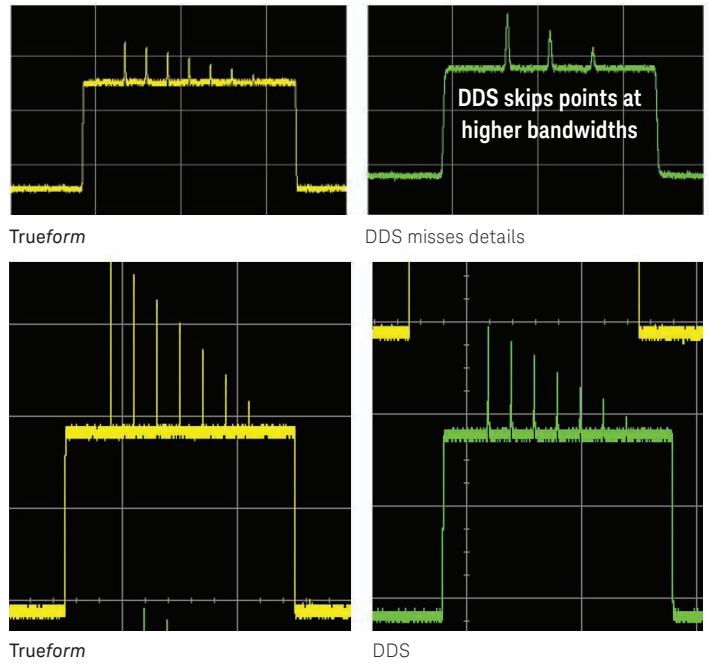 DDS skips points at
higher bandwidths
Trueform
DDS misses details
Trueform
DDS